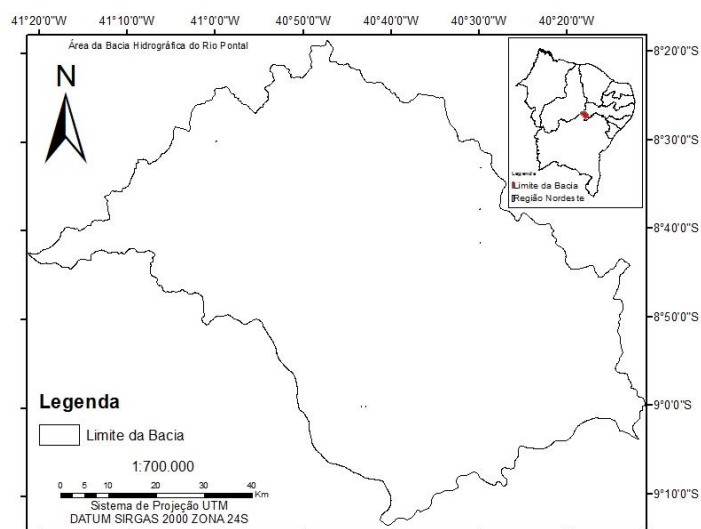 41°20'0"W 41°10'0"W 41°0'0"W 40°50'0"W 40°40'0"W 40°30'0"W 40°20'0"W
Área da Bacia Hidrográfica do Rio Pontal
N
8°20'0"S
8°30'0"S
8°40'0"S
8°50'0"S
9°0'0"S
9°10'0"S
Legenda
Limite da Bacia
Região Nordeste
Legenda
Limite da Bacia
1:700.000
0 5 10 20 30 40
Km
Sistema de Projeção UTM
DATUM SIRGAS 2000 ZONA 24S